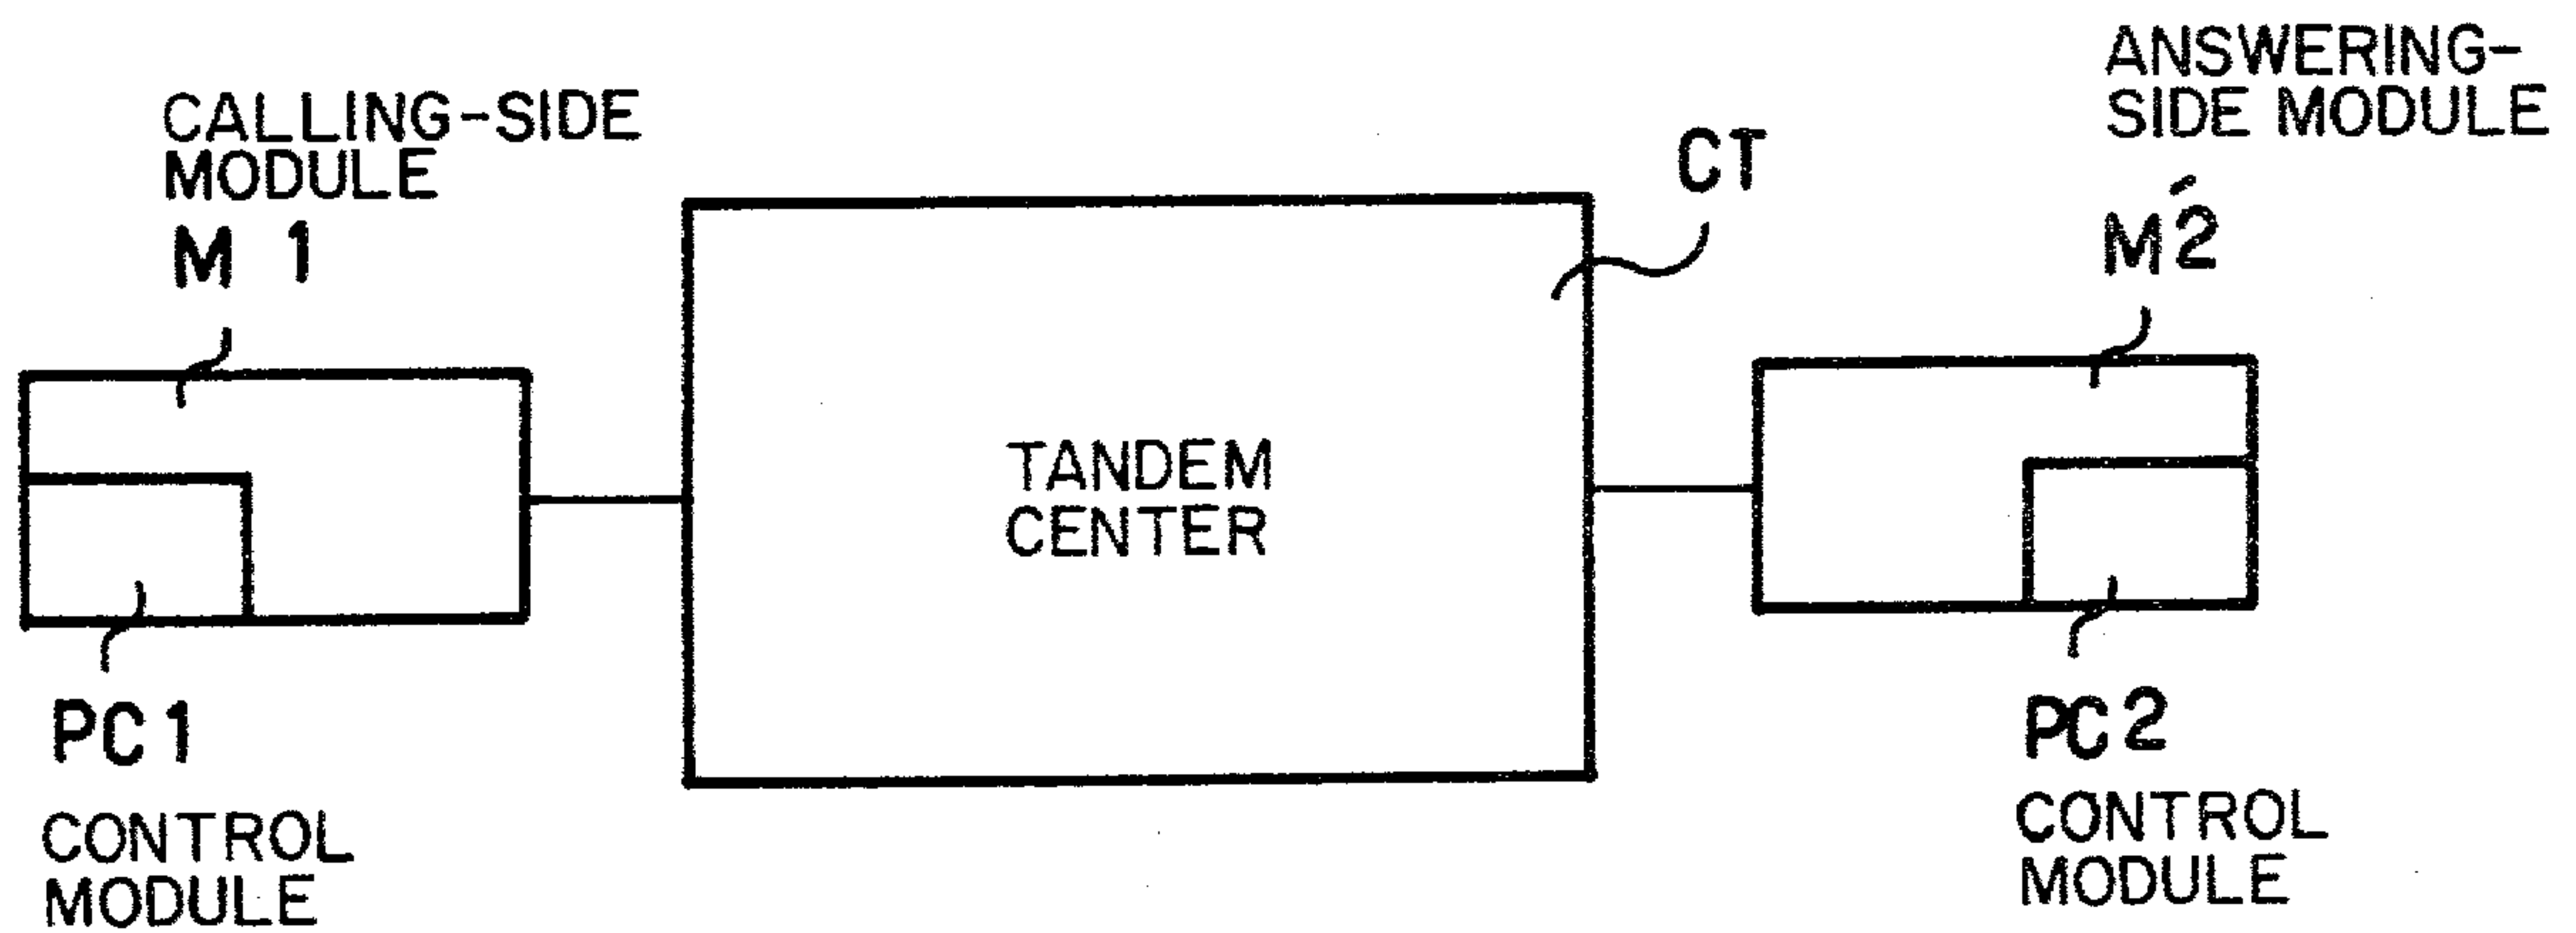 CALLING-SIDE
MODULE
M 1
CT
ANSWERING-
SIDE MODULE
M2
TANDEM
CENTER
PC1
CONTROL
MODULE
PC2
CONTROL
MODULE